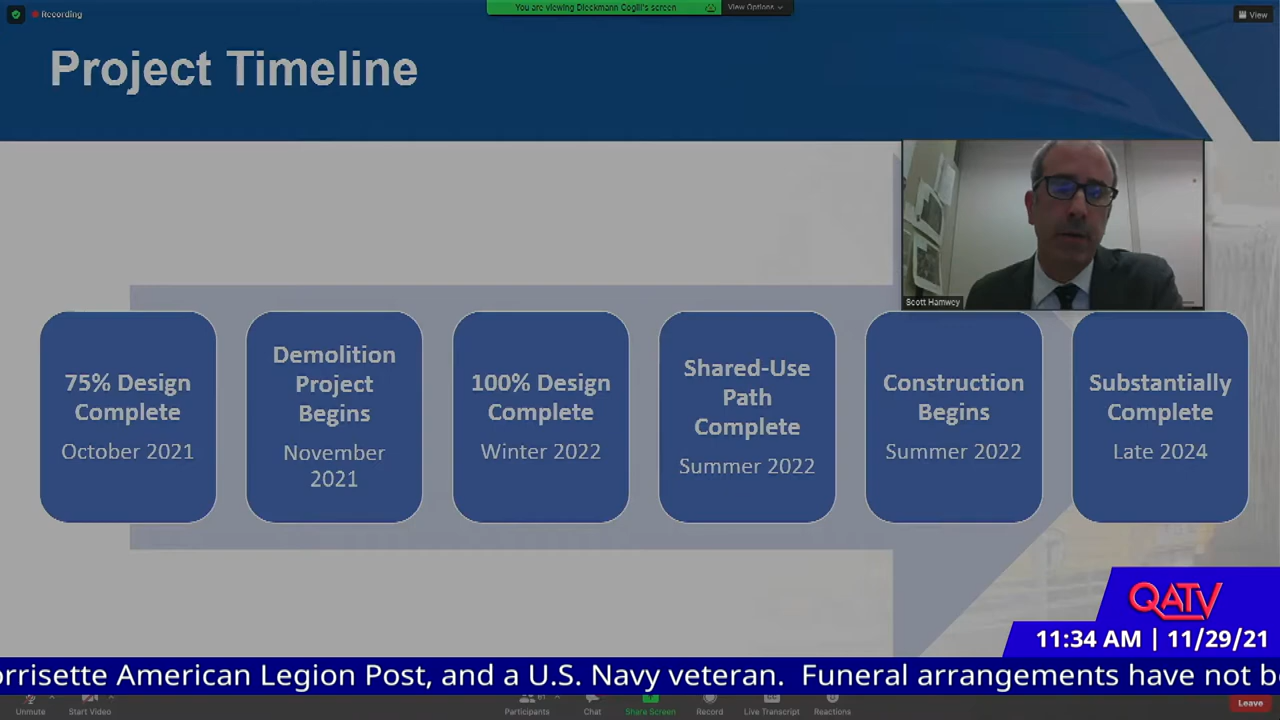 Recording
You are viewing Dieckmann Cogill's screen
View Options
View
Project Timeline
Scott Hamwey
75% Design
Complete
October 2021
Demolition
Project
Begins
November
2021
100% Design
Complete
Winter 2022
Shared-Use
Path
Complete
Summer 2022
Construction
Begins
Summer 2022
Substantially
Complete
Late 2024
QATV
11:34 AM | 11/29/21
orrisette American Legion Post, and a U.S. Navy veteran. Funeral arrangements have not be
Unmute
Start Video
Participants
Chat
Share Screen
Record
Live Transcript
Reactions
Leave